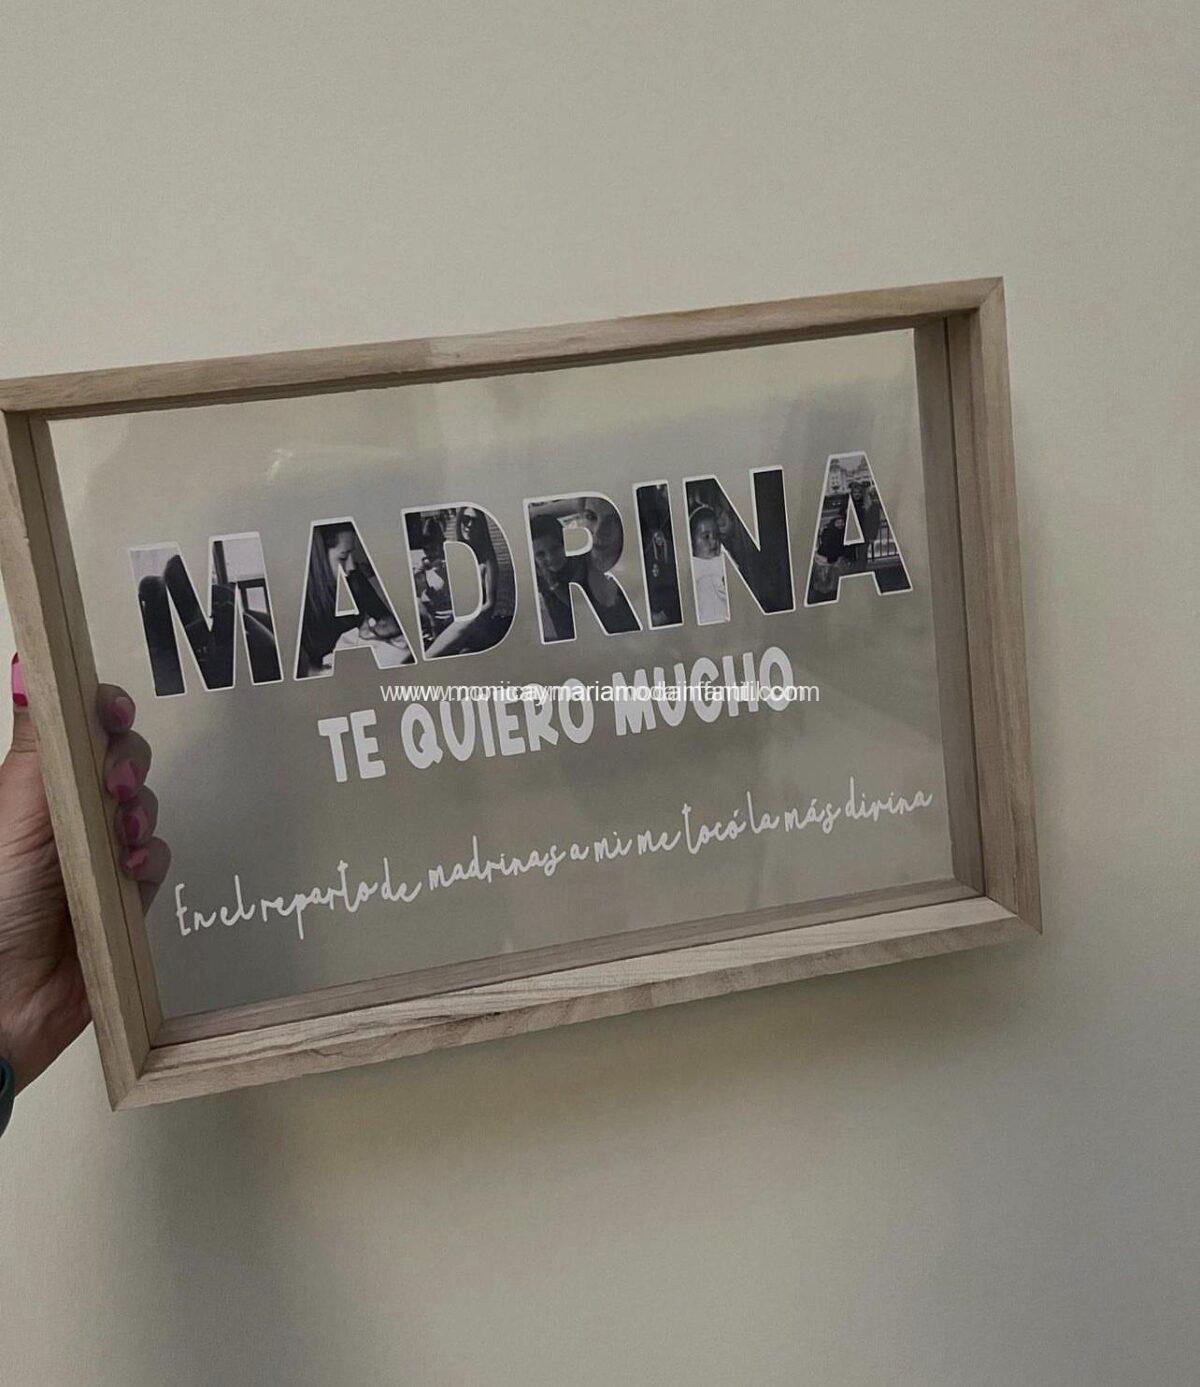 MADRINA
www.monicaymariamodainfantil.com
TE QUIERO MUCHO
En el reparto de madrinas a mi me tocó la más divina